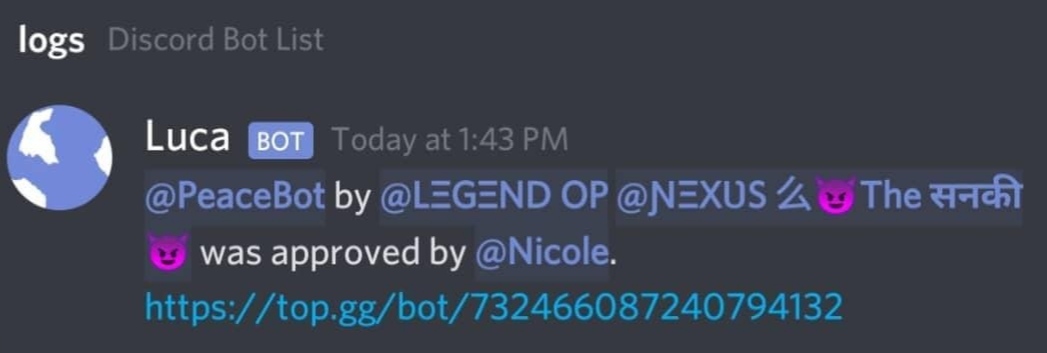 logs Discord Bot List
Luca BOT Today at 1:43 PM
@PeaceBot by @LΞGΞND OP @ƝΞXUS 么😈The सनकी
😈 was approved by @Nicole.
https://top.gg/bot/732466087240794132